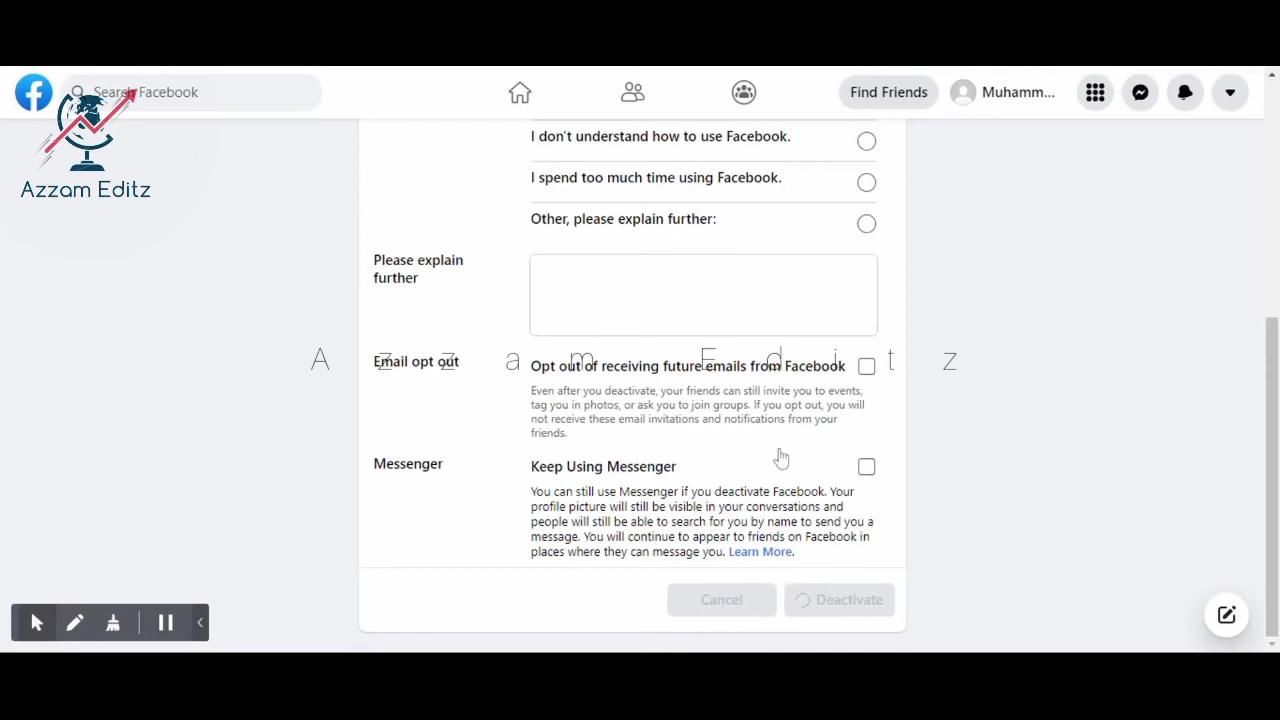 Search Facebook
Find Friends
Muhamm...
Azzam Editz
I don't understand how to use Facebook.
I spend too much time using Facebook.
Other, please explain further:
Please explain
further
Azzam Editz
Email opt out
Opt out of receiving future emails from Facebook
Even after you deactivate, your friends can still invite you to events,
tag you in photos, or ask you to join groups. If you opt out, you will
not receive these email invitations and notifications from your
friends.
Messenger
Keep Using Messenger
You can still use Messenger if you deactivate Facebook. Your
profile picture will still be visible in your conversations and
people will still be able to search for you by name to send you a
message. You will continue to appear to friends on Facebook in
places where they can message you. Learn More.
Cancel
Deactivate